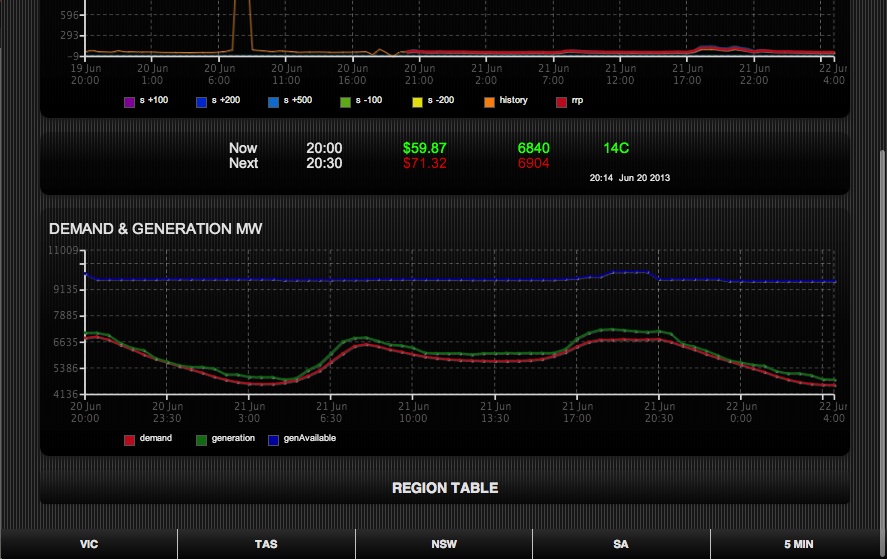 596
293
-9
19 Jun 20 Jun 20 Jun 20 Jun 20 Jun 20 Jun 21 Jun 21 Jun 21 Jun 21 Jun 21 Jun 22 Jun
20:00 1:00 6:00 11:00 16:00 21:00 2:00 7:00 12:00 17:00 22:00 4:00
s +100 s +200 s +500 s -100 s -200 history rrp
Now 20:00 $59.87 6840 14C
Next 20:30 $71.32 6904
20:14 Jun 20 2013
DEMAND & GENERATION MW
11009
9135
7885
6635
5386
4136
20 Jun 20 Jun 21 Jun 21 Jun 21 Jun 21 Jun 21 Jun 21 Jun 22 Jun 22 Jun
20:00 23:30 3:00 6:30 10:00 13:30 17:00 20:30 0:00 4:00
demand generation genAvailable
REGION TABLE
VIC TAS NSW SA 5 MIN